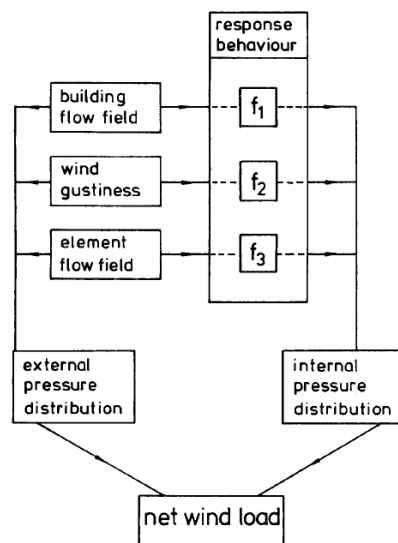 response
behaviour
building
flow field
f1
wind
gustiness
f2
element
flow field
f3
external
pressure
distribution
internal
pressure
distribution
net wind load